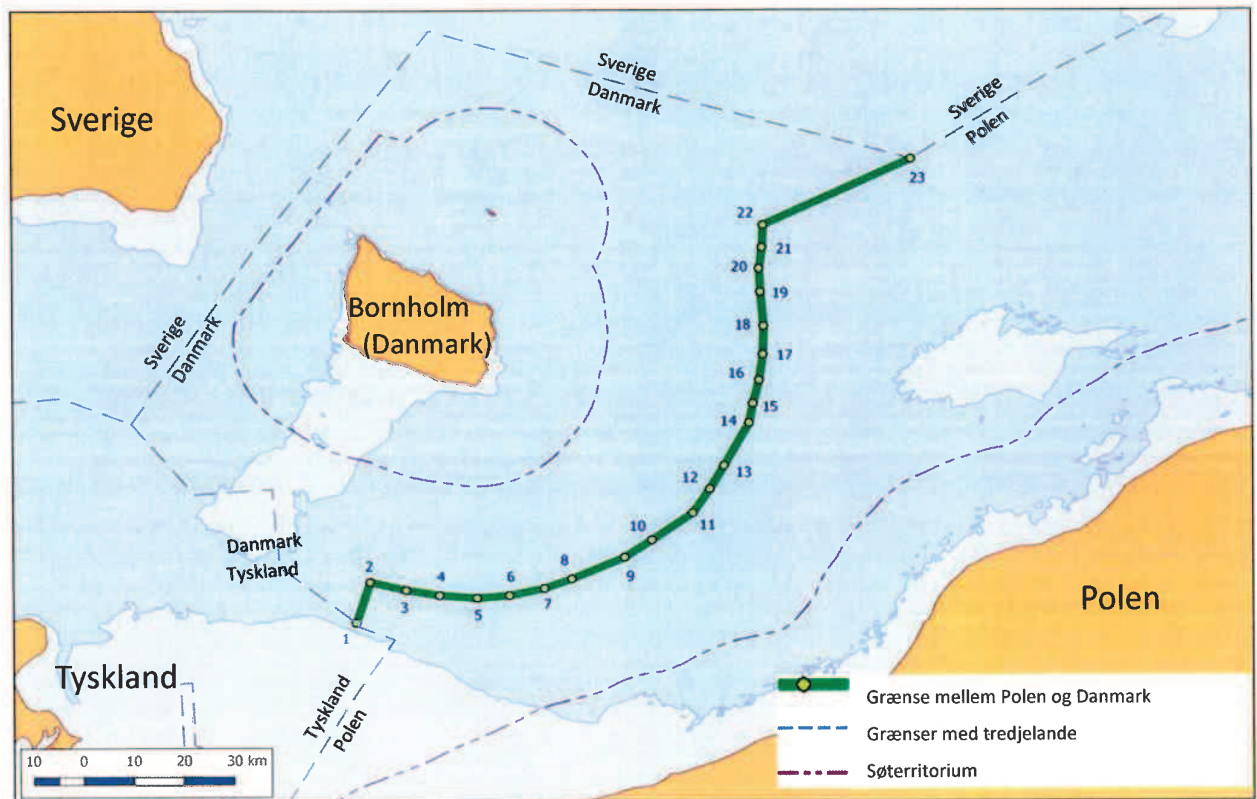 Sverige
Danmark
Sverige
Polen
Sverige
23
22
21
20
19
Bornholm
(Danmark)
18
Sverige
Danmark
17
16
15
14
13
12
11
10
Danmark
Tyskland
9
8
7
6
5
4
3
2
1
Polen
Tyskland
Tyskland
Polen
Grænse mellem Polen og Danmark
Grænser med tredjelande
Søterritorium
10 0 10 20 30 km